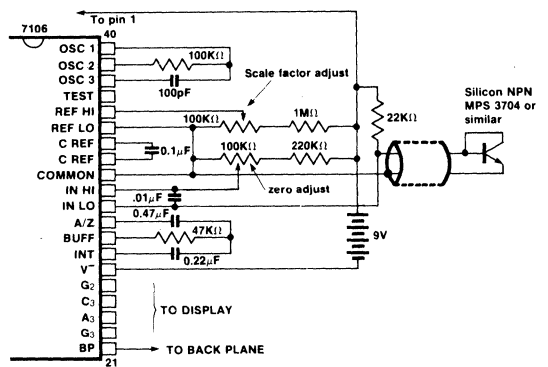 To pin 1
7106
40
OSC 1
OSC 2
100KΩ
OSC 3
100pF
Scale factor adjust
TEST
REF HI
REF LO
100KΩ
1MΩ
22KΩ
Silicon NPN
MPS 3704 or
similar
C REF
0.1μF
C REF
100KΩ
220KΩ
COMMON
IN HI
.01μF
zero adjust
IN LO
0.47μF
A/Z
BUFF
47KΩ
9V
INT
0.22μF
V−
G2
C3
TO DISPLAY
A3
G3
BP
TO BACK PLANE
21